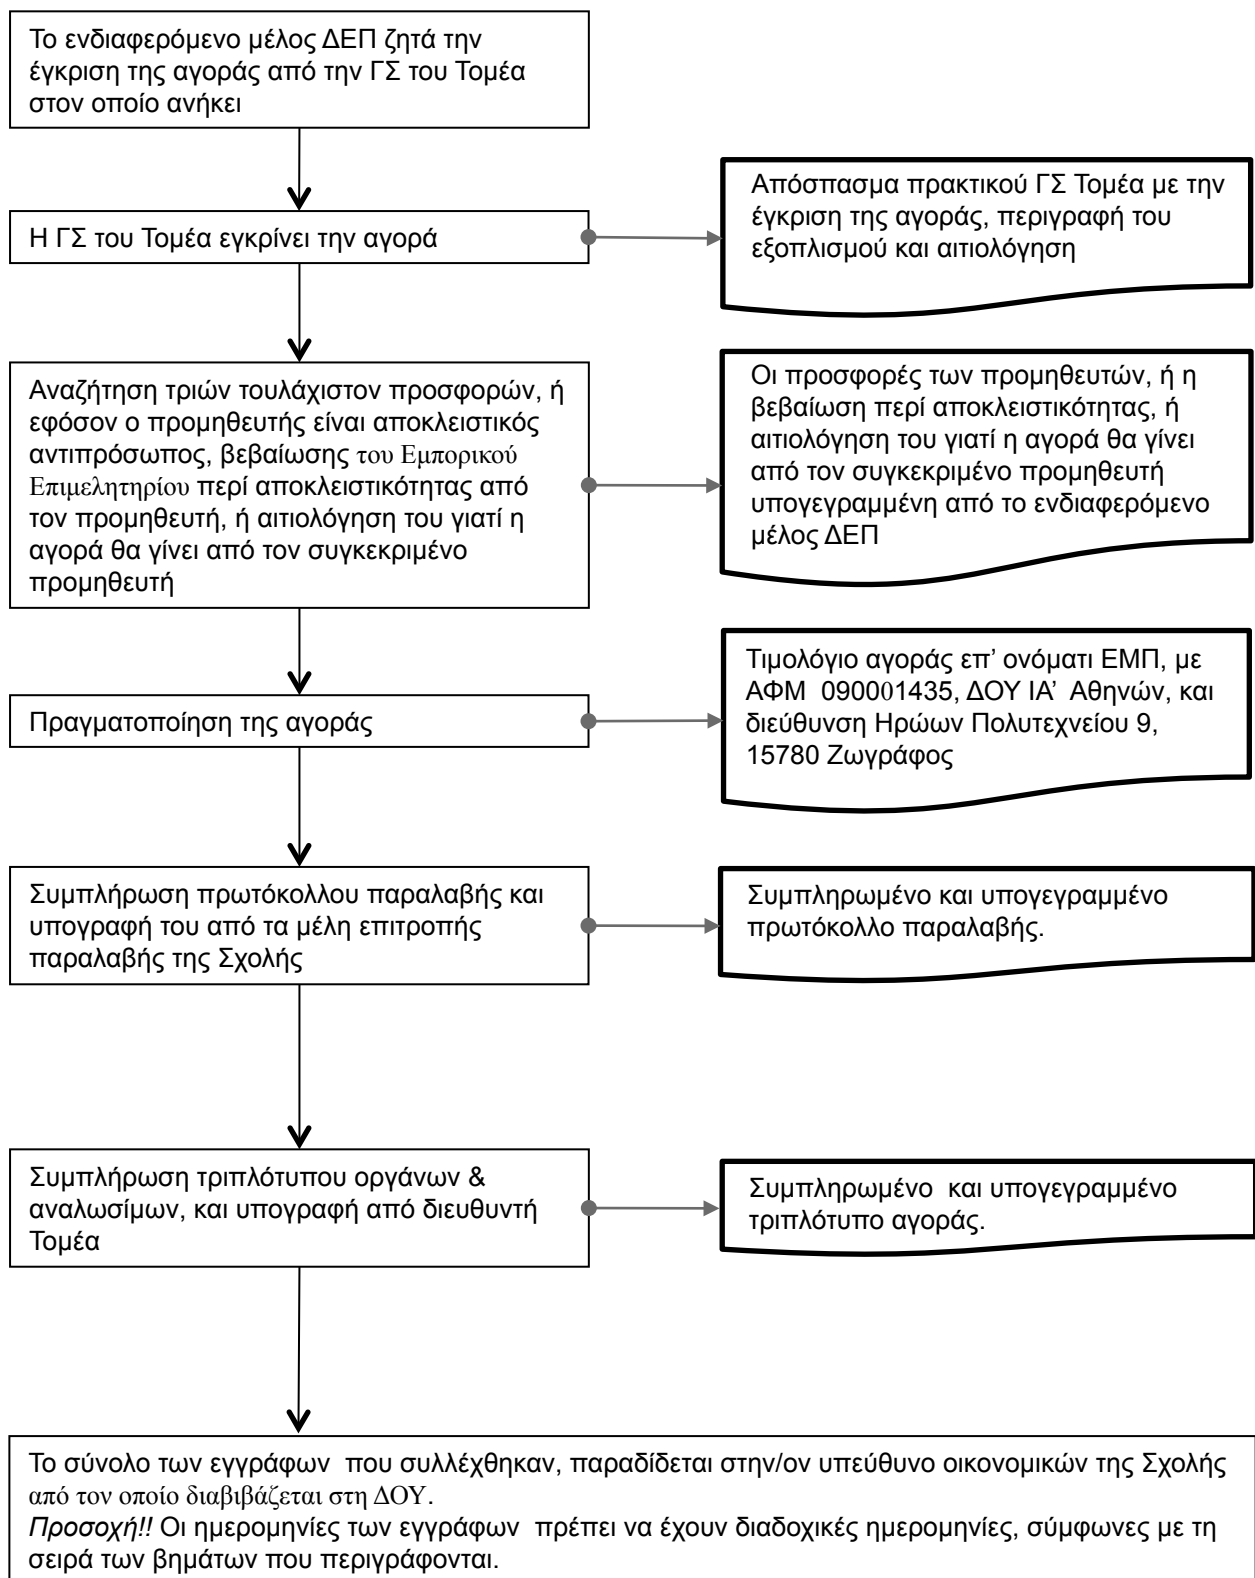 Το ενδιαφερόμενο μέλος ΔΕΠ ζητά την
έγκριση της αγοράς από την ΓΣ του Τομέα
στον οποίο ανήκει
Η ΓΣ του Τομέα εγκρίνει την αγορά
Απόσπασμα πρακτικού ΓΣ Τομέα με την
έγκριση της αγοράς, περιγραφή του
εξοπλισμού και αιτιολόγηση
Αναζήτηση τριών τουλάχιστον προσφορών, ή
εφόσον ο προμηθευτής είναι αποκλειστικός
αντιπρόσωπος, βεβαίωσης του Εμπορικού
Επιμελητηρίου περί αποκλειστικότητας από
τον προμηθευτή, ή αιτιολόγηση του γιατί η
αγορά θα γίνει από τον συγκεκριμένο
προμηθευτή
Οι προσφορές των προμηθευτών, ή η
βεβαίωση περί αποκλειστικότητας, ή
αιτιολόγηση του γιατί η αγορά θα γίνει
από τον συγκεκριμένο προμηθευτή
υπογεγραμμένη από το ενδιαφερόμενο
μέλος ΔΕΠ
Πραγματοποίηση της αγοράς
Τιμολόγιο αγοράς επ’ ονόματι ΕΜΠ, με
ΑΦΜ 090001435, ΔΟΥ ΙΑ’ Αθηνών, και
διεύθυνση Ηρώων Πολυτεχνείου 9,
15780 Ζωγράφος
Συμπλήρωση πρωτόκολλου παραλαβής και
υπογραφή του από τα μέλη επιτροπής
παραλαβής της Σχολής
Συμπληρωμένο και υπογεγραμμένο
πρωτόκολλο παραλαβής.
Συμπλήρωση τριπλότυπου οργάνων &
αναλωσίμων, και υπογραφή από διευθυντή
Τομέα
Συμπληρωμένο και υπογεγραμμένο
τριπλότυπο αγοράς.
Το σύνολο των εγγράφων που συλλέχθηκαν, παραδίδεται στην/ον υπεύθυνο οικονομικών της Σχολής
από τον οποίο διαβιβάζεται στη ΔΟΥ.
Προσοχή!! Οι ημερομηνίες των εγγράφων πρέπει να έχουν διαδοχικές ημερομηνίες, σύμφωνες με τη
σειρά των βημάτων που περιγράφονται.